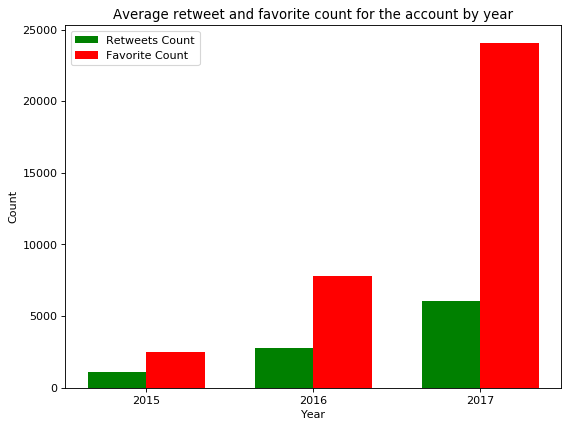 Average retweet and favorite count for the account by year
Retweets Count
Favorite Count
25000
20000
15000
10000
5000
0
Count
2015 2016 2017
Year